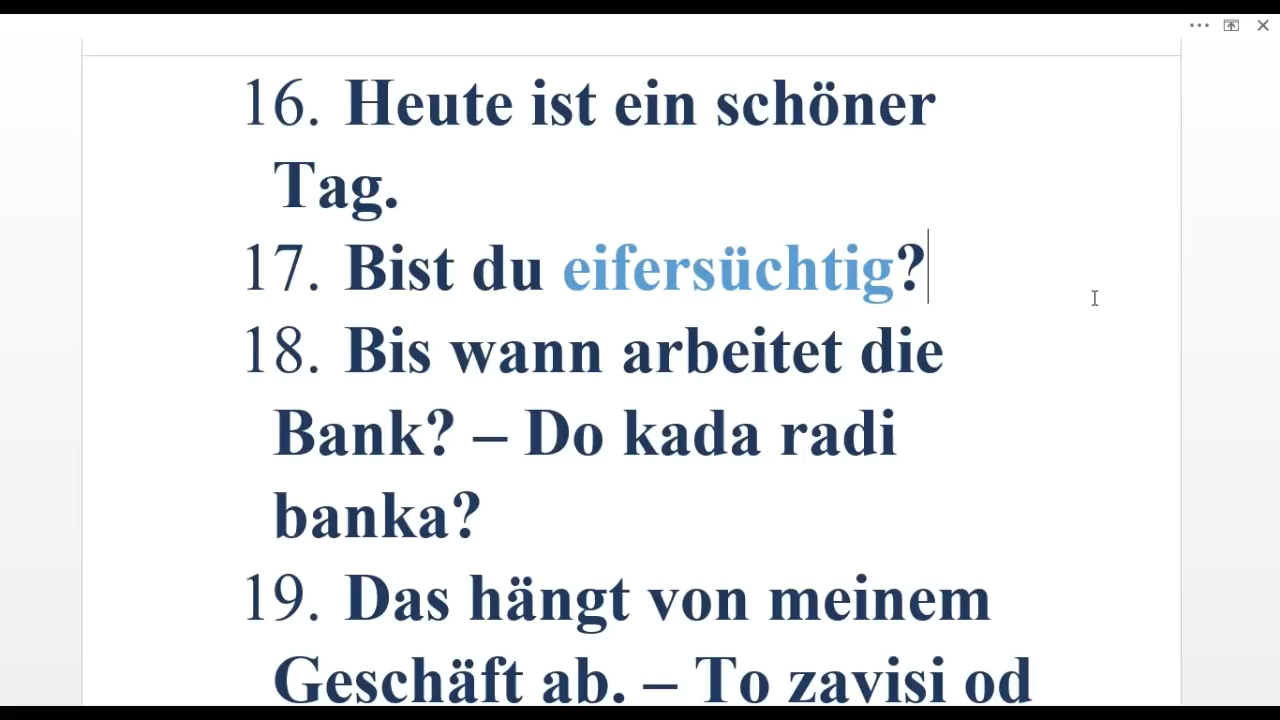 16. Heute ist ein schöner
Tag.
17. Bist du eifersüchtig?
18. Bis wann arbeitet die
Bank? – Do kada radi
banka?
19. Das hängt von meinem
Geschäft ab. – To zavisi od